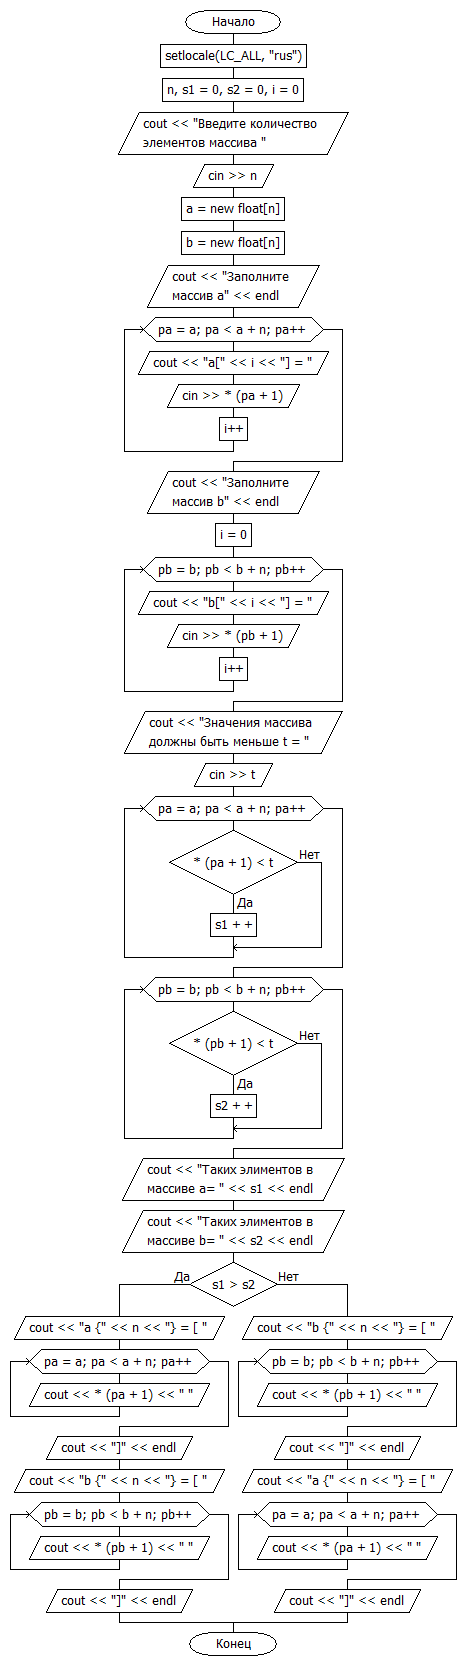 Начало
setlocale(LC_ALL, "rus")
n, s1 = 0, s2 = 0, i = 0
cout << "Введите количество
элементов массива "
cin >> n
a = new float[n]
b = new float[n]
cout << "Заполните
массив a" << endl
pa = a; pa < a + n; pa++
cout << "a[" << i << "] = "
cin >> * (pa + 1)
i++
cout << "Заполните
массив b" << endl
i = 0
pb = b; pb < b + n; pb++
cout << "b[" << i << "] = "
cin >> * (pb + 1)
i++
cout << "Значения массива
должны быть меньше t = "
cin >> t
pa = a; pa < a + n; pa++
* (pa + 1) < t
Нет
Да
s1 + +
pb = b; pb < b + n; pb++
* (pb + 1) < t
Нет
Да
s2 + +
cout << "Таких элиментов в
массиве a= " << s1 << endl
cout << "Таких элиментов в
массиве b= " << s2 << endl
Да
s1 > s2
Нет
cout << "a {" << n << "} = [ "
pa = a; pa < a + n; pa++
cout << * (pa + 1) << " "
cout << "]" << endl
cout << "b {" << n << "} = [ "
pb = b; pb < b + n; pb++
cout << * (pb + 1) << " "
cout << "]" << endl
cout << "b {" << n << "} = [ "
pb = b; pb < b + n; pb++
cout << * (pb + 1) << " "
cout << "]" << endl
cout << "a {" << n << "} = [ "
pa = a; pa < a + n; pa++
cout << * (pa + 1) << " "
cout << "]" << endl
Конец